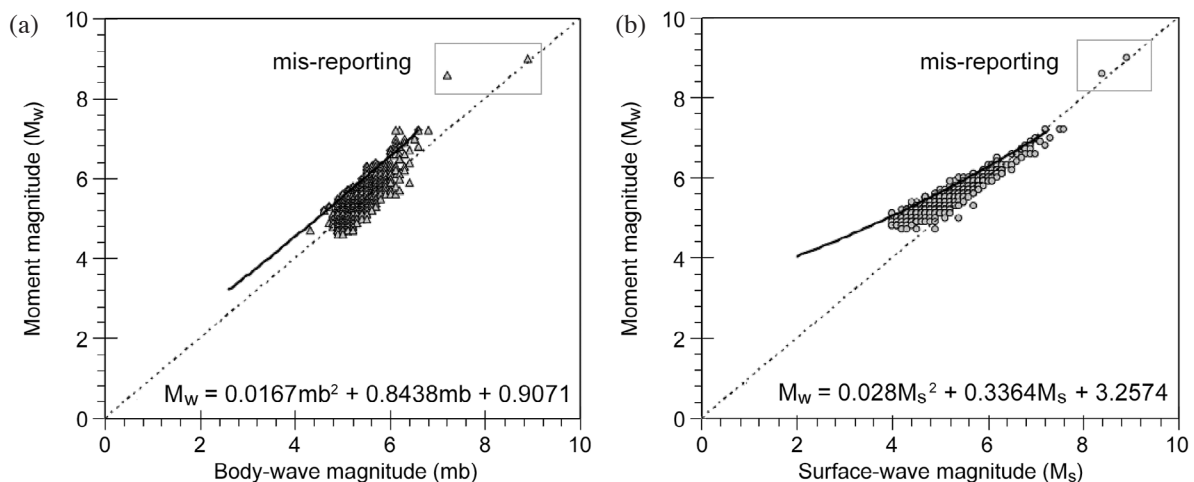 (a)
10
8
6
4
2
0
Moment magnitude (Mw)
mis-reporting
Mw = 0.0167mb² + 0.8438mb + 0.9071
0 2 4 6 8 10
Body-wave magnitude (mb)
(b)
10
8
6
4
2
0
Moment magnitude (Mw)
mis-reporting
Mw = 0.028Ms² + 0.3364Ms + 3.2574
0 2 4 6 8 10
Surface-wave magnitude (Ms)